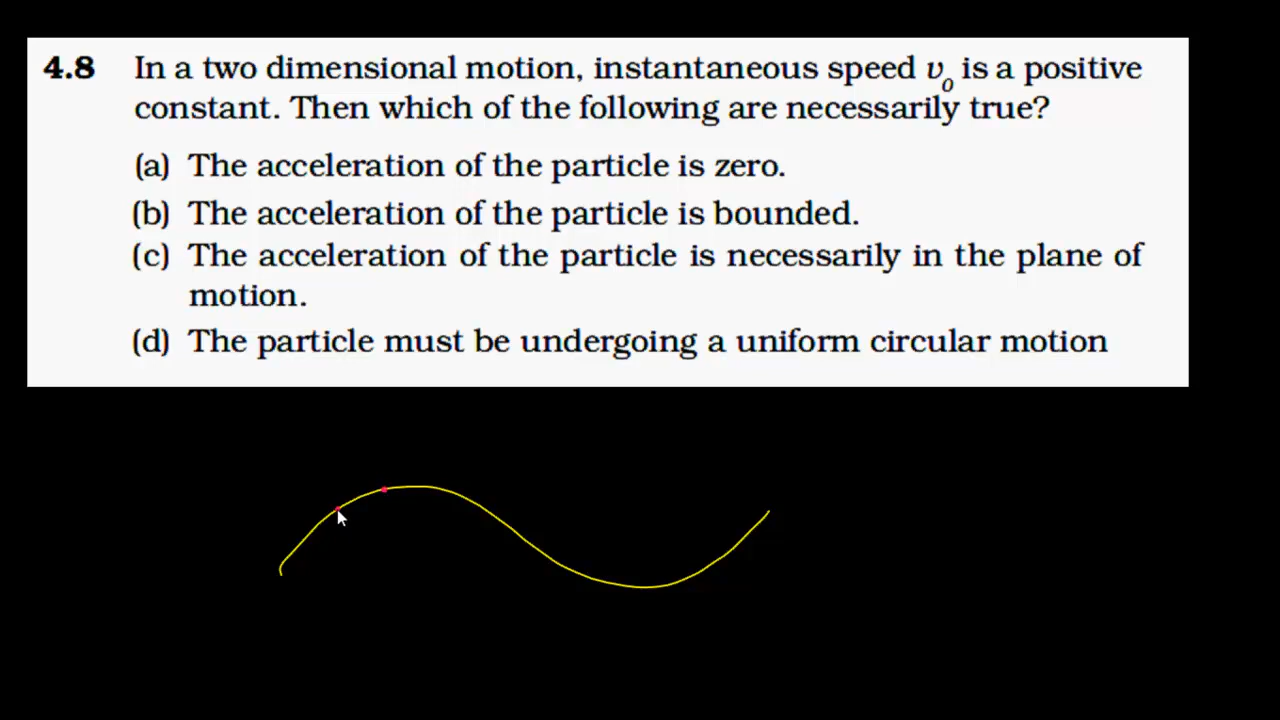 4.8 In a two dimensional motion, instantaneous speed v₀ is a positive
constant. Then which of the following are necessarily true?
(a) The acceleration of the particle is zero.
(b) The acceleration of the particle is bounded.
(c) The acceleration of the particle is necessarily in the plane of
motion.
(d) The particle must be undergoing a uniform circular motion